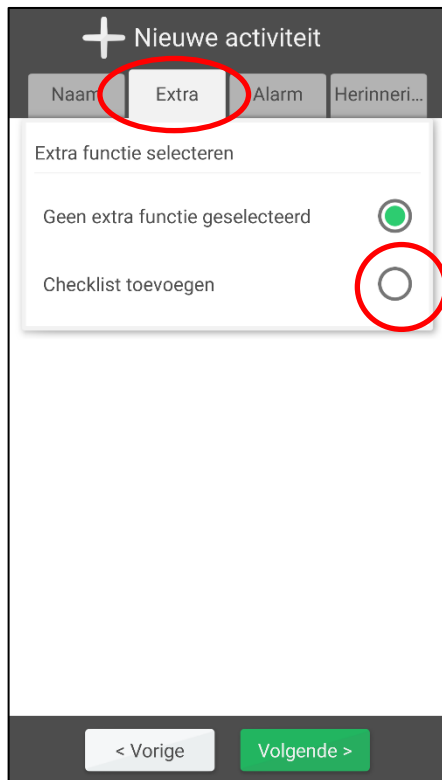 Nieuwe activiteit
Naam Extra Alarm Herinneri...
Extra functie selecteren
Geen extra functie geselecteerd
Checklist toevoegen
< Vorige Volgende >